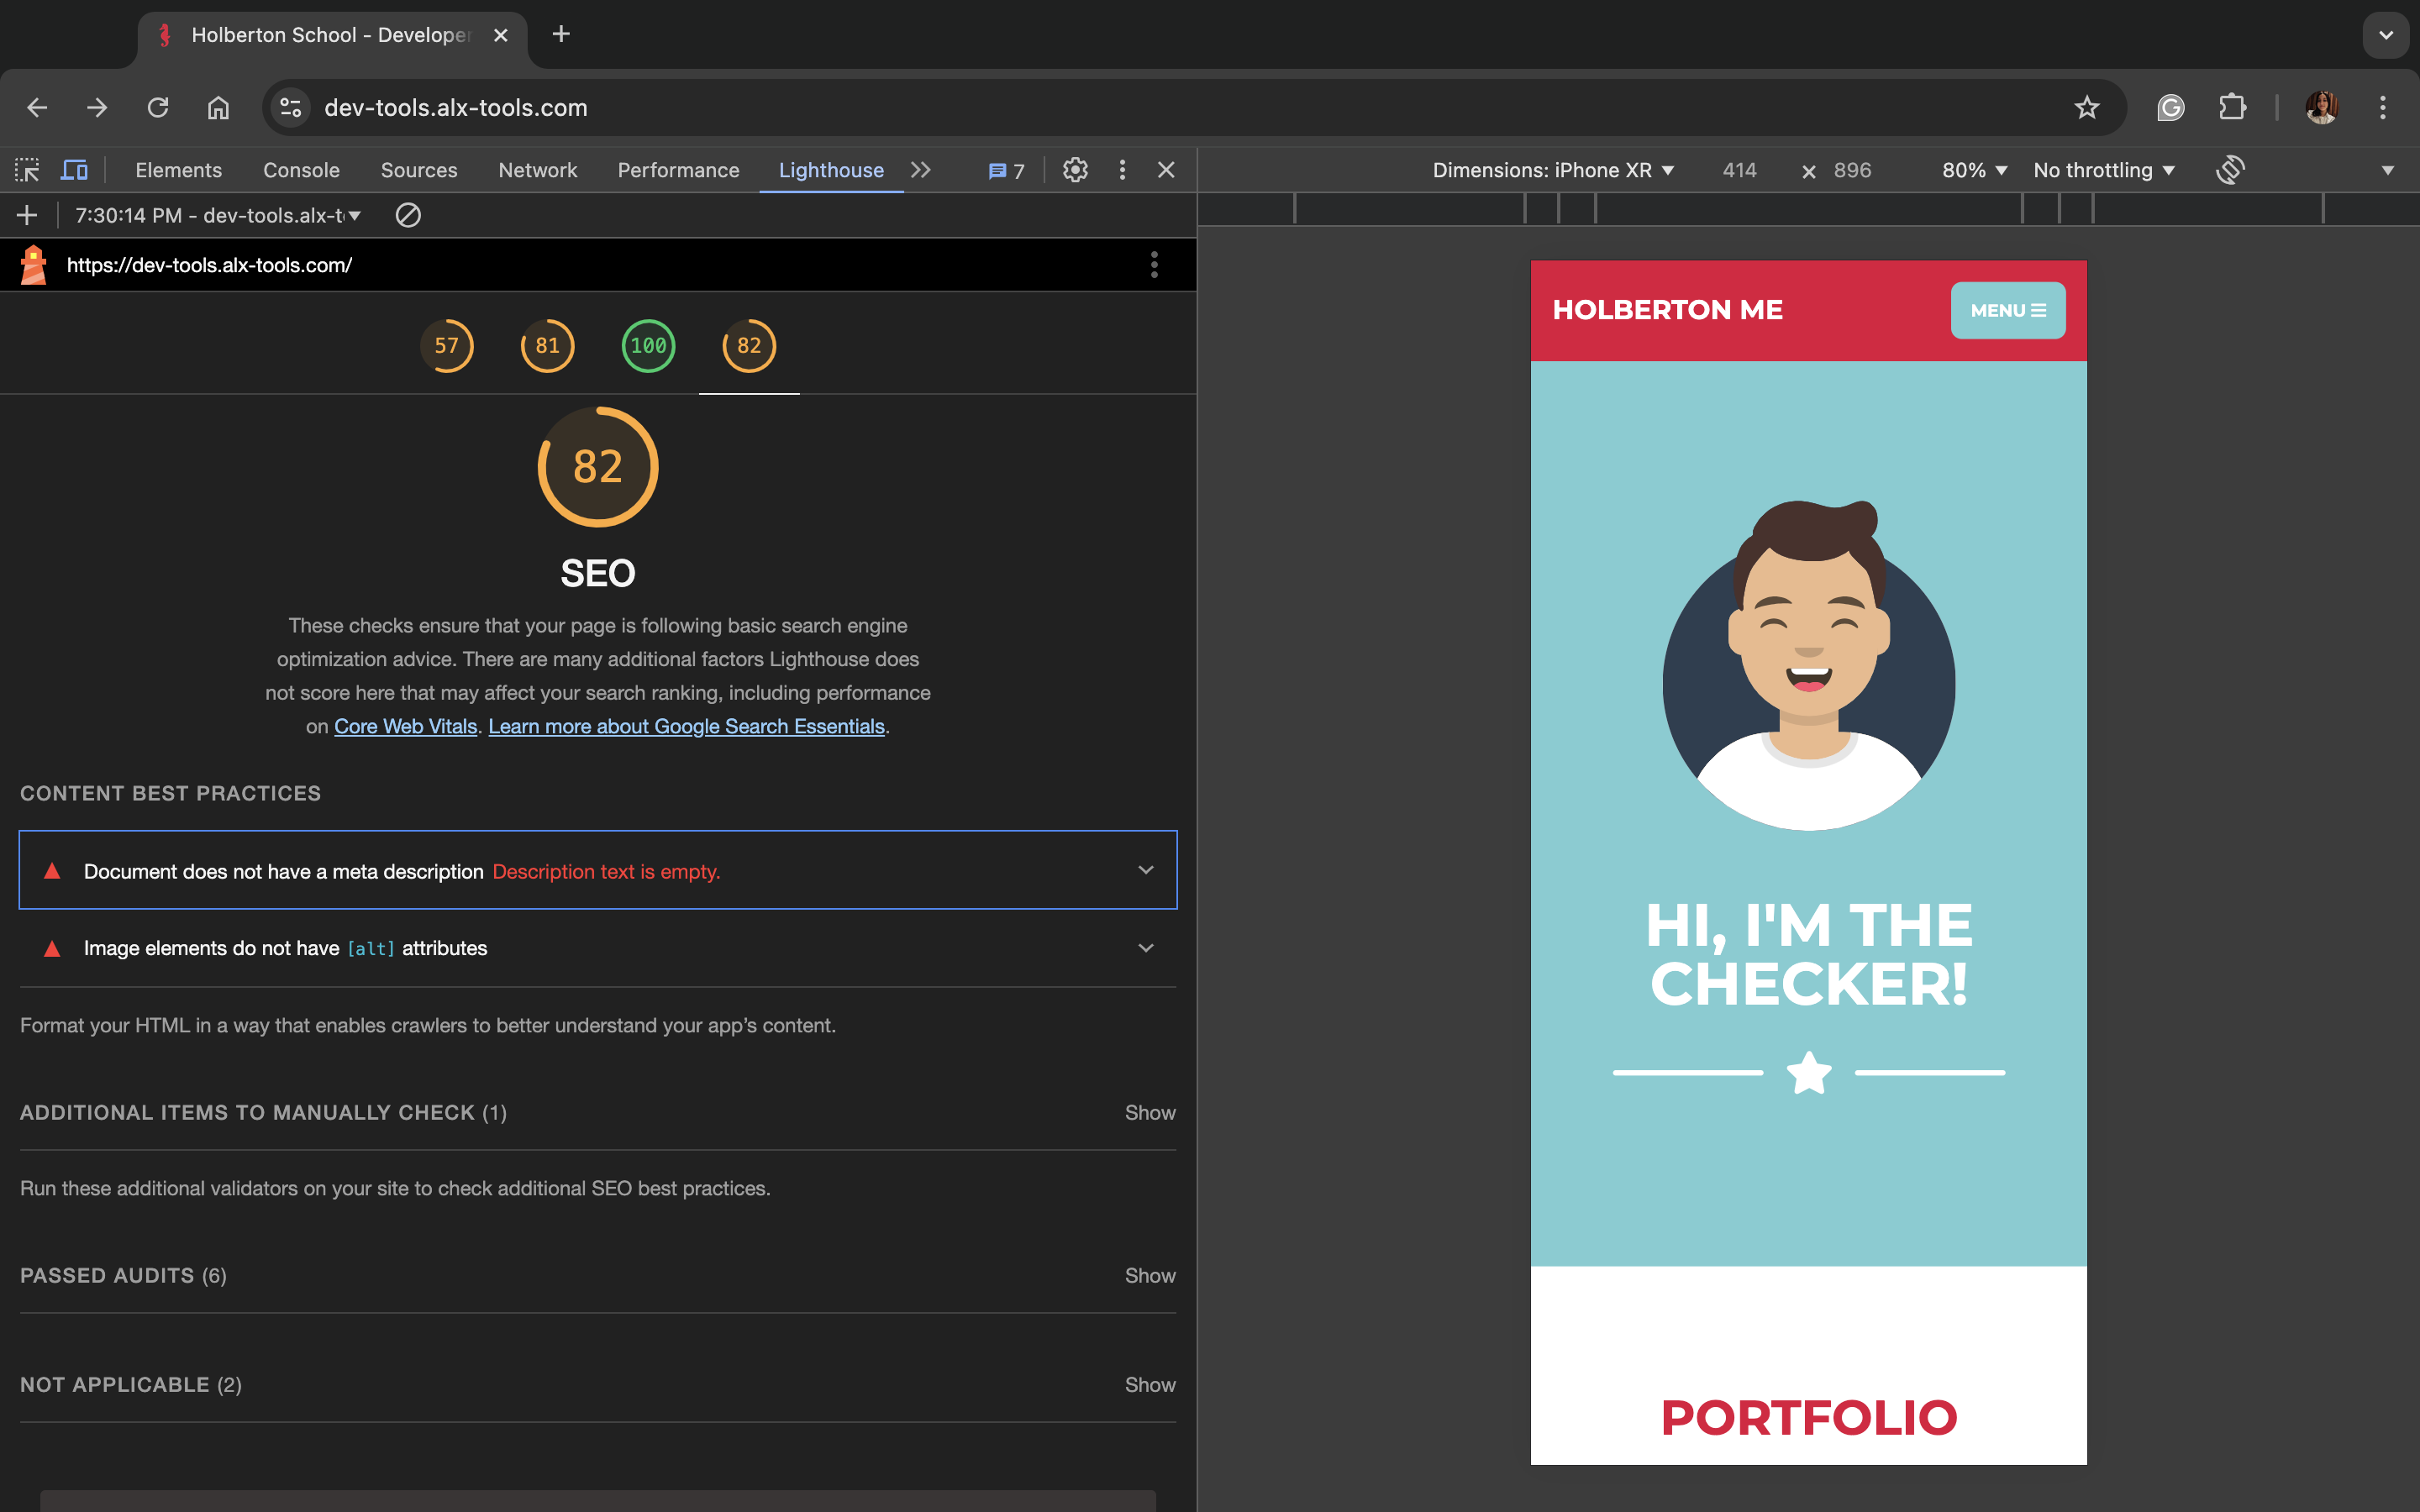 Holberton School - Developer
dev-tools.alx-tools.com
Elements Console Sources Network Performance Lighthouse 7
Dimensions: iPhone XR 414 × 896 80% No throttling
7:30:14 PM - dev-tools.alx-t
https://dev-tools.alx-tools.com/
57 81 100 82
82
SEO
These checks ensure that your page is following basic search engine
optimization advice. There are many additional factors Lighthouse does
not score here that may affect your search ranking, including performance
on Core Web Vitals. Learn more about Google Search Essentials.
CONTENT BEST PRACTICES
Document does not have a meta description Description text is empty.
Image elements do not have [alt] attributes
Format your HTML in a way that enables crawlers to better understand your app’s content.
ADDITIONAL ITEMS TO MANUALLY CHECK (1) Show
Run these additional validators on your site to check additional SEO best practices.
PASSED AUDITS (6) Show
NOT APPLICABLE (2) Show
HOLBERTON ME
MENU
HI, I'M THE
CHECKER!
PORTFOLIO